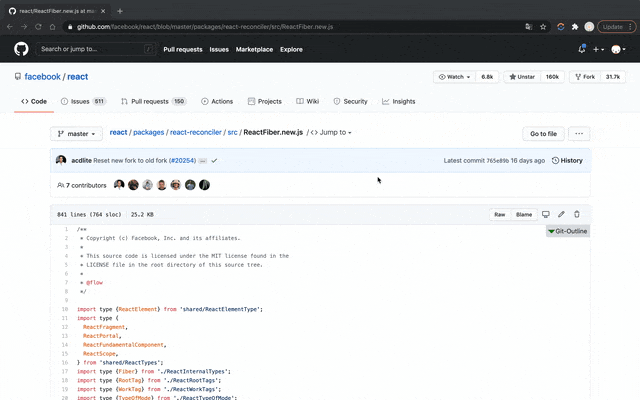 react/ReactFiber.new.js at ma
github.com/facebook/react/blob/master/packages/react-reconciler/src/ReactFiber.new.js
Update
Search or jump to...
/
Pull requests
Issues
Marketplace
Explore
facebook / react
Watch
6.8k
Unstar
160k
Fork
31.7k
Code
Issues 511
Pull requests 150
Actions
Projects
Wiki
Security
Insights
master
react / packages / react-reconciler / src / ReactFiber.new.js / <> Jump to
Go to file
acdlite Reset new fork to old fork (#20254)
Latest commit 765e89b 16 days ago
History
7 contributors
841 lines (764 sloc) 25.2 KB
Raw
Blame
Git-Outline
1 /**
2 * Copyright (c) Facebook, Inc. and its affiliates.
3 *
4 * This source code is licensed under the MIT license found in the
5 * LICENSE file in the root directory of this source tree.
6 *
7 * @flow
8 */
9
10 import type {ReactElement} from 'shared/ReactElementType';
11 import type {
12 ReactFragment,
13 ReactPortal,
14 ReactFundamentalComponent,
15 ReactScope,
16 } from 'shared/ReactTypes';
17 import type {Fiber} from './ReactInternalTypes';
18 import type {RootTag} from './ReactRootTags';
19 import type {WorkTag} from './ReactWorkTags';
20 import type {TypeOfMode} from './ReactTypeOfMode';